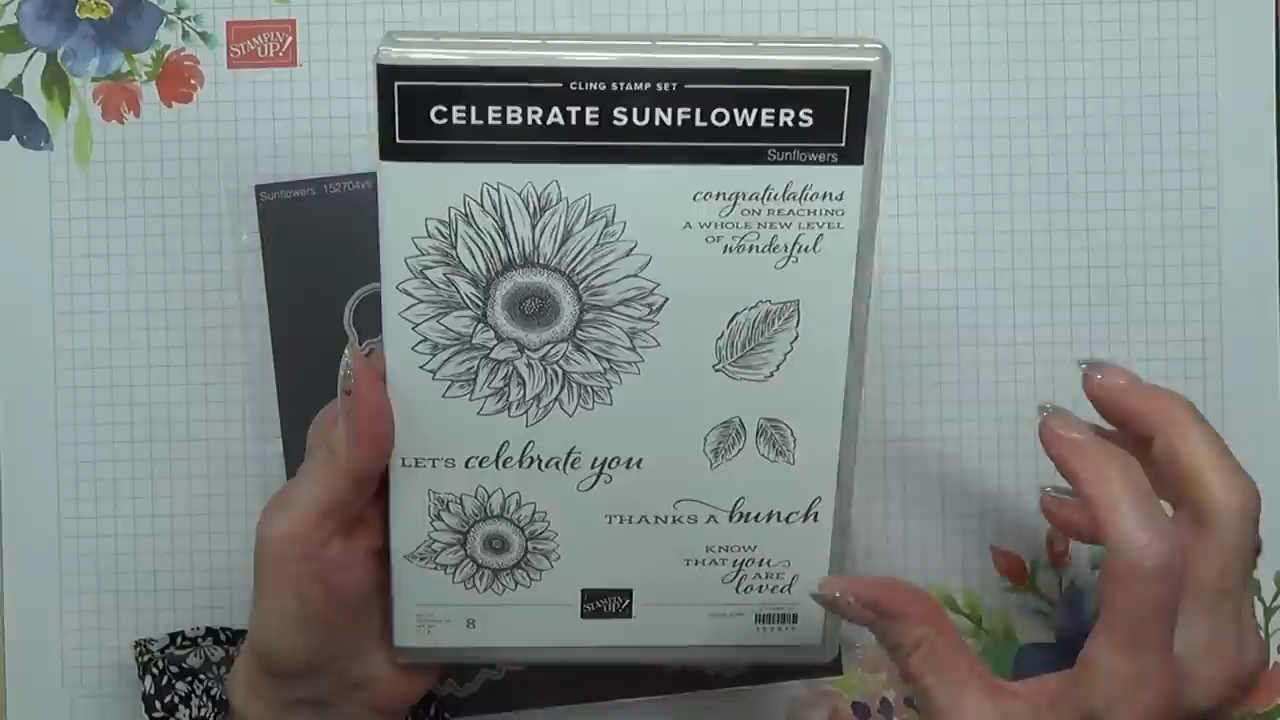 STAMPIN' UP!
CLING STAMP SET
CELEBRATE SUNFLOWERS
Sunflowers
Sunflowers 152704
congratulations
ON REACHING
A WHOLE NEW LEVEL
OF wonderful
LET'S celebrate you
THANKS A bunch
KNOW
THAT you
ARE
loved
STAMPIN' UP!
8